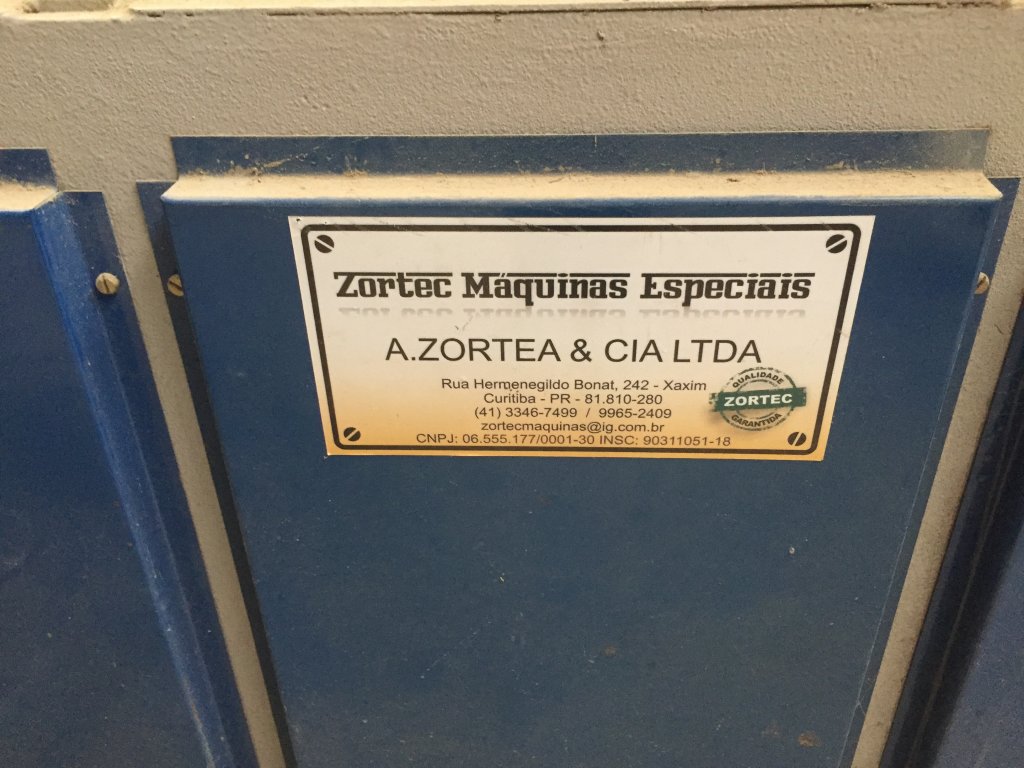 Zortec Máquinas Especiais
A.ZORTEA & CIA LTDA
Rua Hermenegildo Bonat, 242 - Xaxim
Curitiba - PR - 81.810-280
(41) 3346-7499 / 9965-2409
zortecmaquinas@ig.com.br
CNPJ: 06.555.177/0001-30 INSC: 90311051-18
QUALIDADE
ZORTEC
GARANTIDA